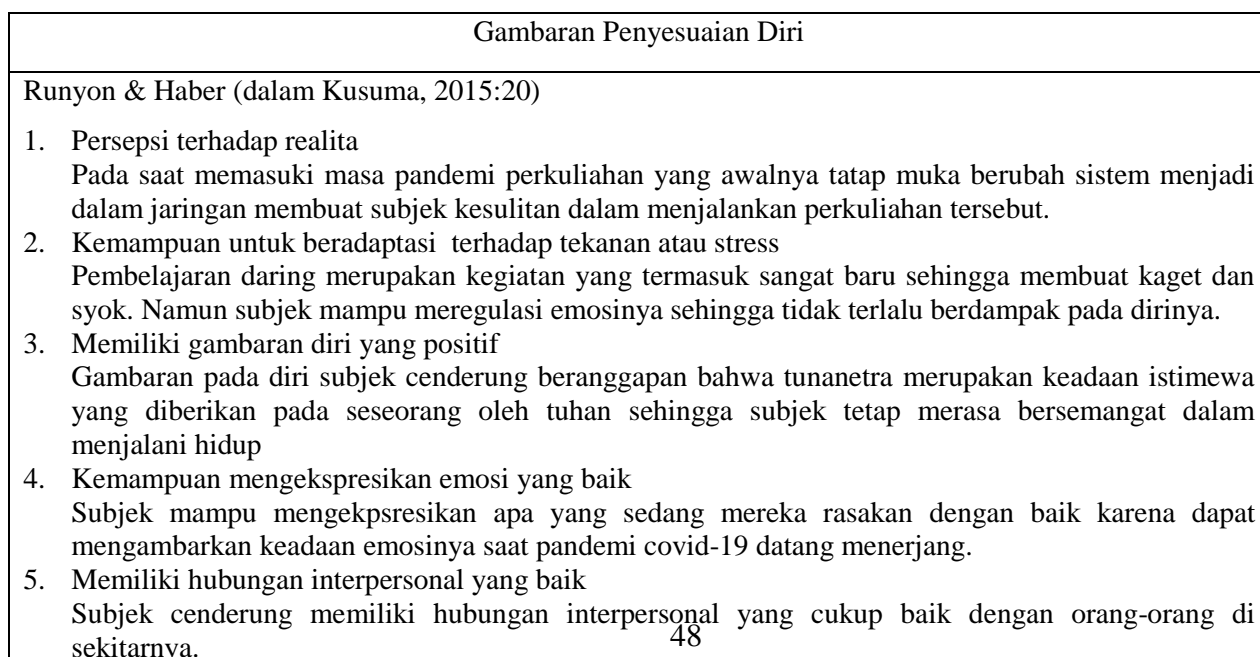 Gambaran Penyesuaian Diri
Runyon & Haber (dalam Kusuma, 2015:20)
1. Persepsi terhadap realita
Pada saat memasuki masa pandemi perkuliahan yang awalnya tatap muka berubah sistem menjadi
dalam jaringan membuat subjek kesulitan dalam menjalankan perkuliahan tersebut.
2. Kemampuan untuk beradaptasi terhadap tekanan atau stress
Pembelajaran daring merupakan kegiatan yang termasuk sangat baru sehingga membuat kaget dan
syok. Namun subjek mampu meregulasi emosinya sehingga tidak terlalu berdampak pada dirinya.
3. Memiliki gambaran diri yang positif
Gambaran pada diri subjek cenderung beranggapan bahwa tunanetra merupakan keadaan istimewa
yang diberikan pada seseorang oleh tuhan sehingga subjek tetap merasa bersemangat dalam
menjalani hidup
4. Kemampuan mengekspresikan emosi yang baik
Subjek mampu mengekpsresikan apa yang sedang mereka rasakan dengan baik karena dapat
mengambarkan keadaan emosinya saat pandemi covid-19 datang menerjang.
5. Memiliki hubungan interpersonal yang baik
Subjek cenderung memiliki hubungan interpersonal yang cukup baik dengan orang-orang di
sekitarnya.
48